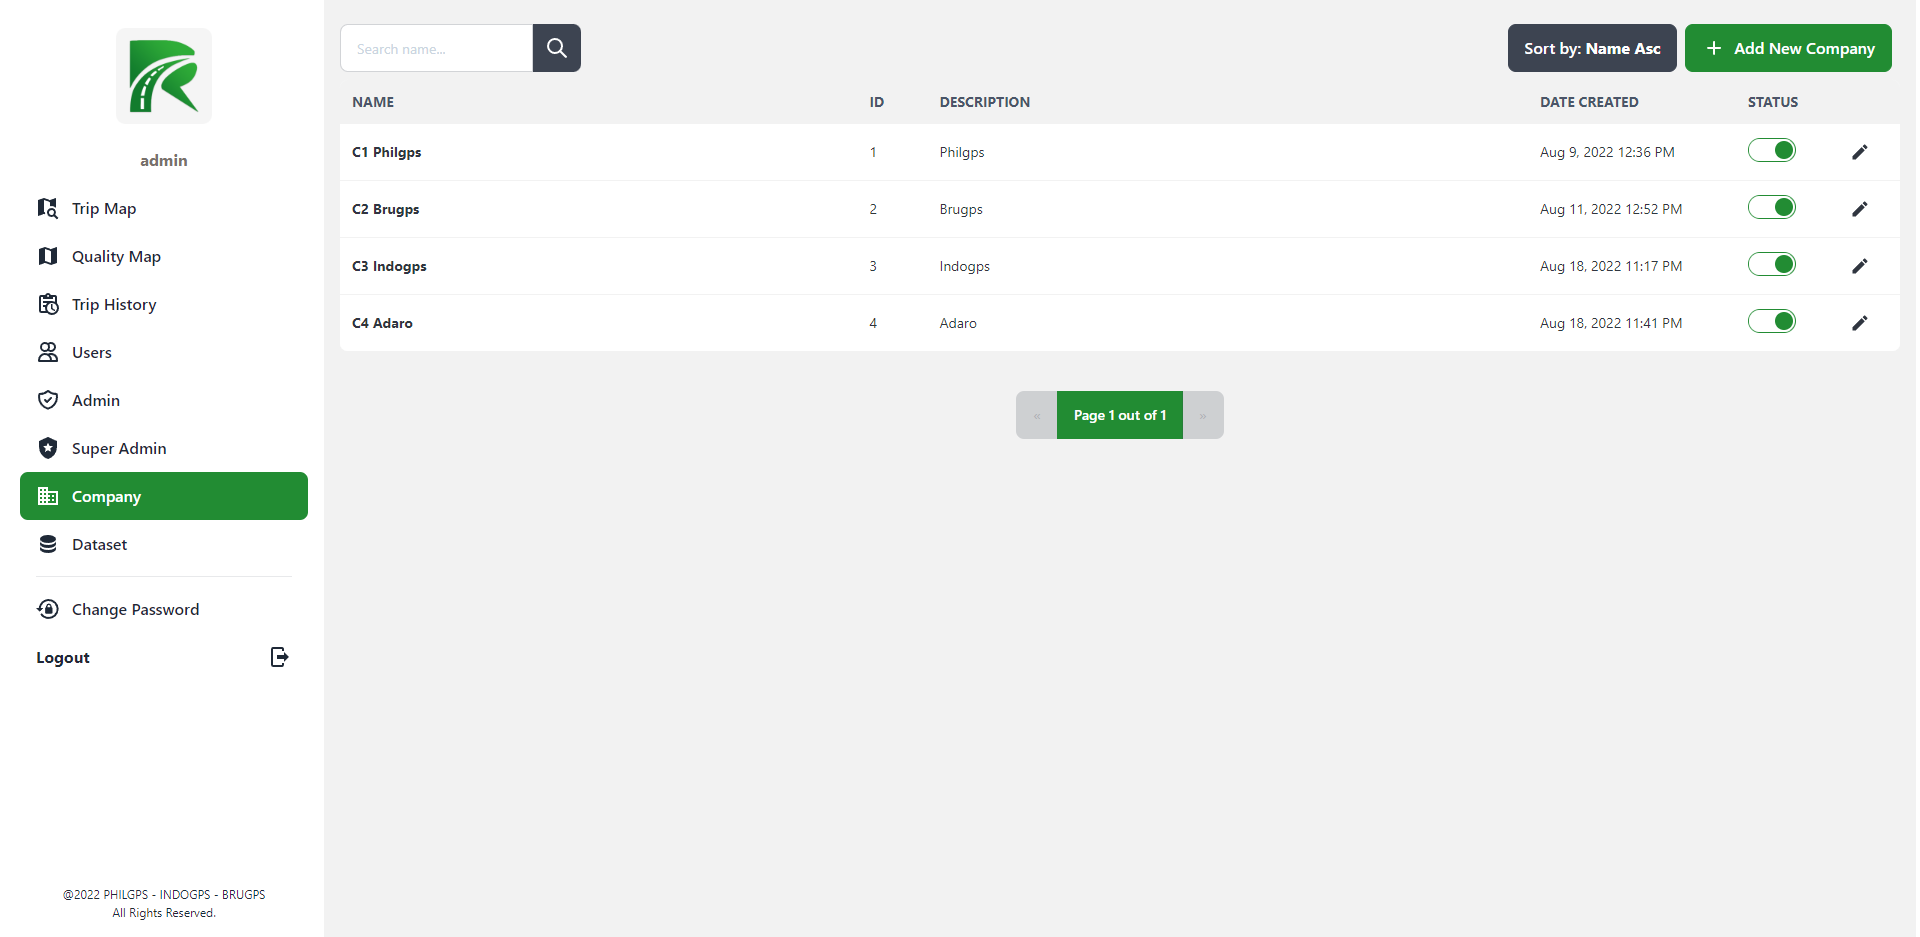 admin
Trip Map
Quality Map
Trip History
Users
Admin
Super Admin
Company
Dataset
Change Password
Logout
@2022 PHILGPS - INDOGPS - BRUGPS
All Rights Reserved.
Search name...
Sort by: Name Asc
Add New Company
NAME ID DESCRIPTION DATE CREATED STATUS
C1 Philgps 1 Philgps Aug 9, 2022 12:36 PM
C2 Brugps 2 Brugps Aug 11, 2022 12:52 PM
C3 Indogps 3 Indogps Aug 18, 2022 11:17 PM
C4 Adaro 4 Adaro Aug 18, 2022 11:41 PM
« Page 1 out of 1 »